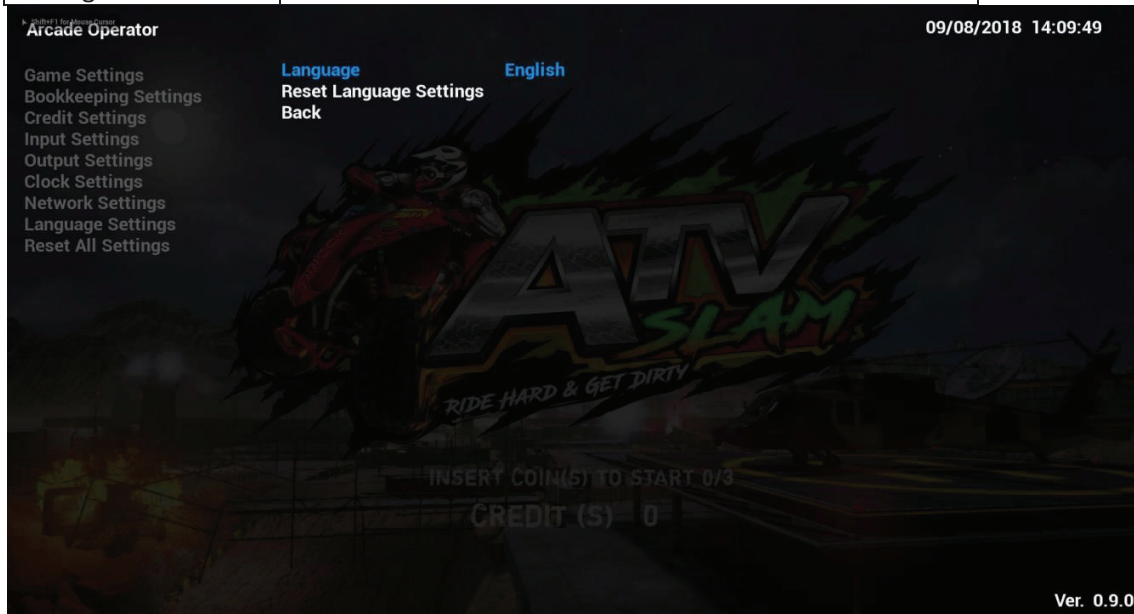 Shift+F1 for Mouse Cursor
Arcade Operator
09/08/2018 14:09:49
Game Settings
Bookkeeping Settings
Credit Settings
Input Settings
Output Settings
Clock Settings
Network Settings
Language Settings
Reset All Settings
Language English
Reset Language Settings
Back
ATV
SLAM
RIDE HARD & GET DIRTY
INSERT COIN(S) TO START 0/3
CREDIT (S) 0
Ver. 0.9.0